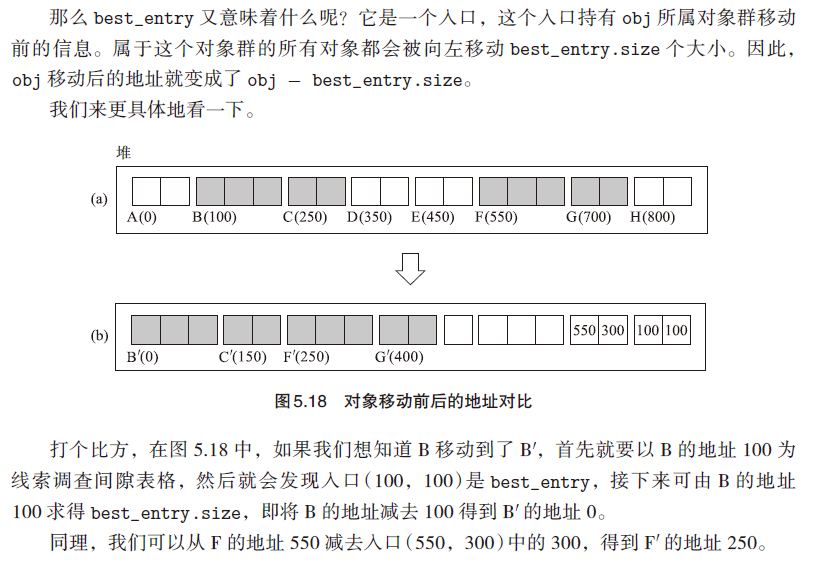 那么 best_entry 又意味着什么呢？它是一个入口，这个入口持有 obj 所属对象群移动
前的信息。属于这个对象群的所有对象都会被向左移动 best_entry.size 个大小。因此，
obj 移动后的地址就变成了 obj – best_entry.size。
我们来更具体地看一下。
堆
(a)
A(0) B(100) C(250) D(350) E(450) F(550) G(700) H(800)
(b)
550 300 100 100
B′(0) C′(150) F′(250) G′(400)
图5.18 对象移动前后的地址对比
打个比方，在图 5.18 中，如果我们想知道 B 移动到了 B′，首先就要以 B 的地址 100 为
线索调查间隙表格，然后就会发现入口（100，100）是 best_entry，接下来可由 B 的地址
100 求得 best_entry.size，即将 B 的地址减去 100 得到 B′ 的地址 0。
同理，我们可以从 F 的地址 550 减去入口（550，300）中的 300，得到 F′ 的地址 250。